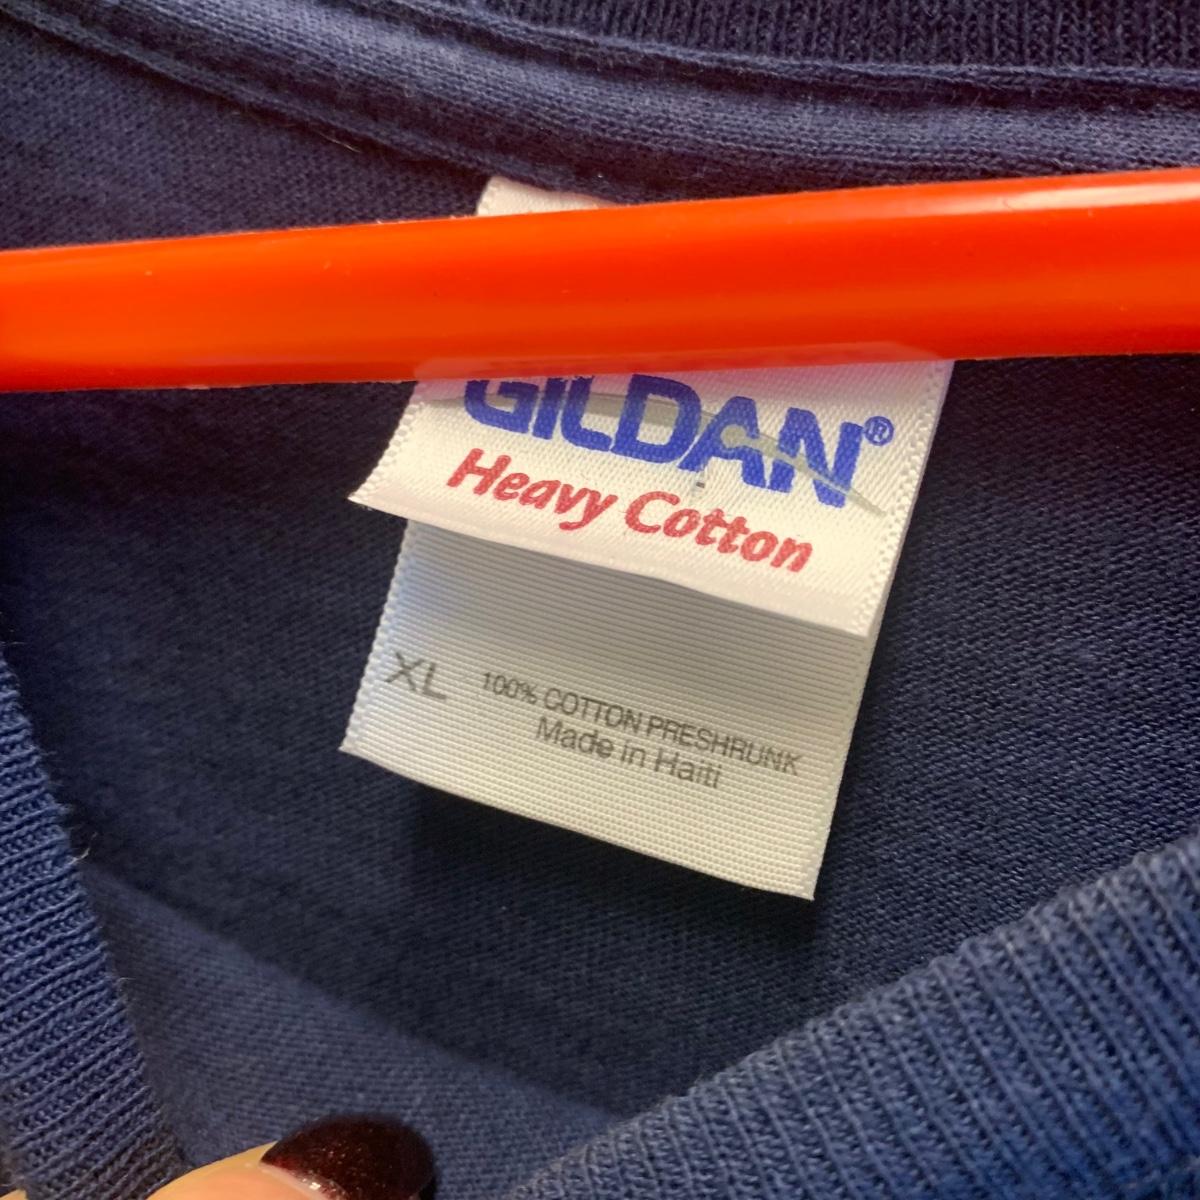 GILDAN®
Heavy Cotton
XL
100% COTTON PRESHRUNK
Made in Haiti